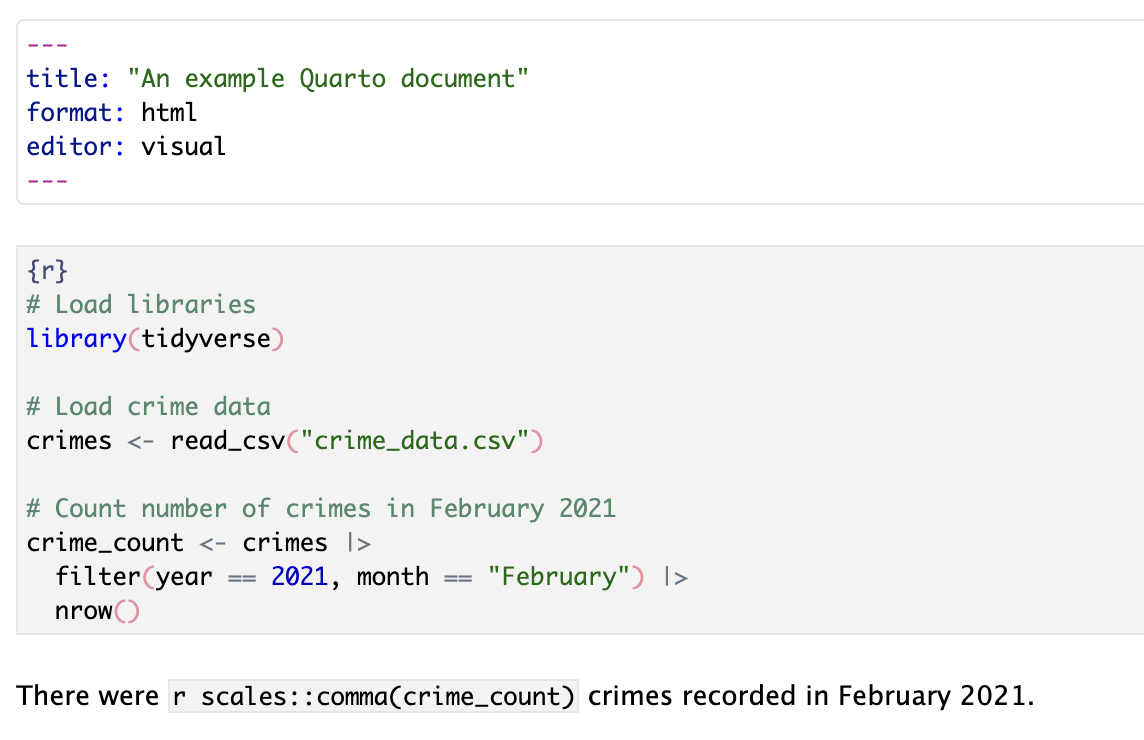 ---
title: "An example Quarto document"
format: html
editor: visual
---
{r}
# Load libraries
library(tidyverse)
# Load crime data
crimes <- read_csv("crime_data.csv")
# Count number of crimes in February 2021
crime_count <- crimes |>
  filter(year == 2021, month == "February") |>
  nrow()
There were r scales::comma(crime_count) crimes recorded in February 2021.